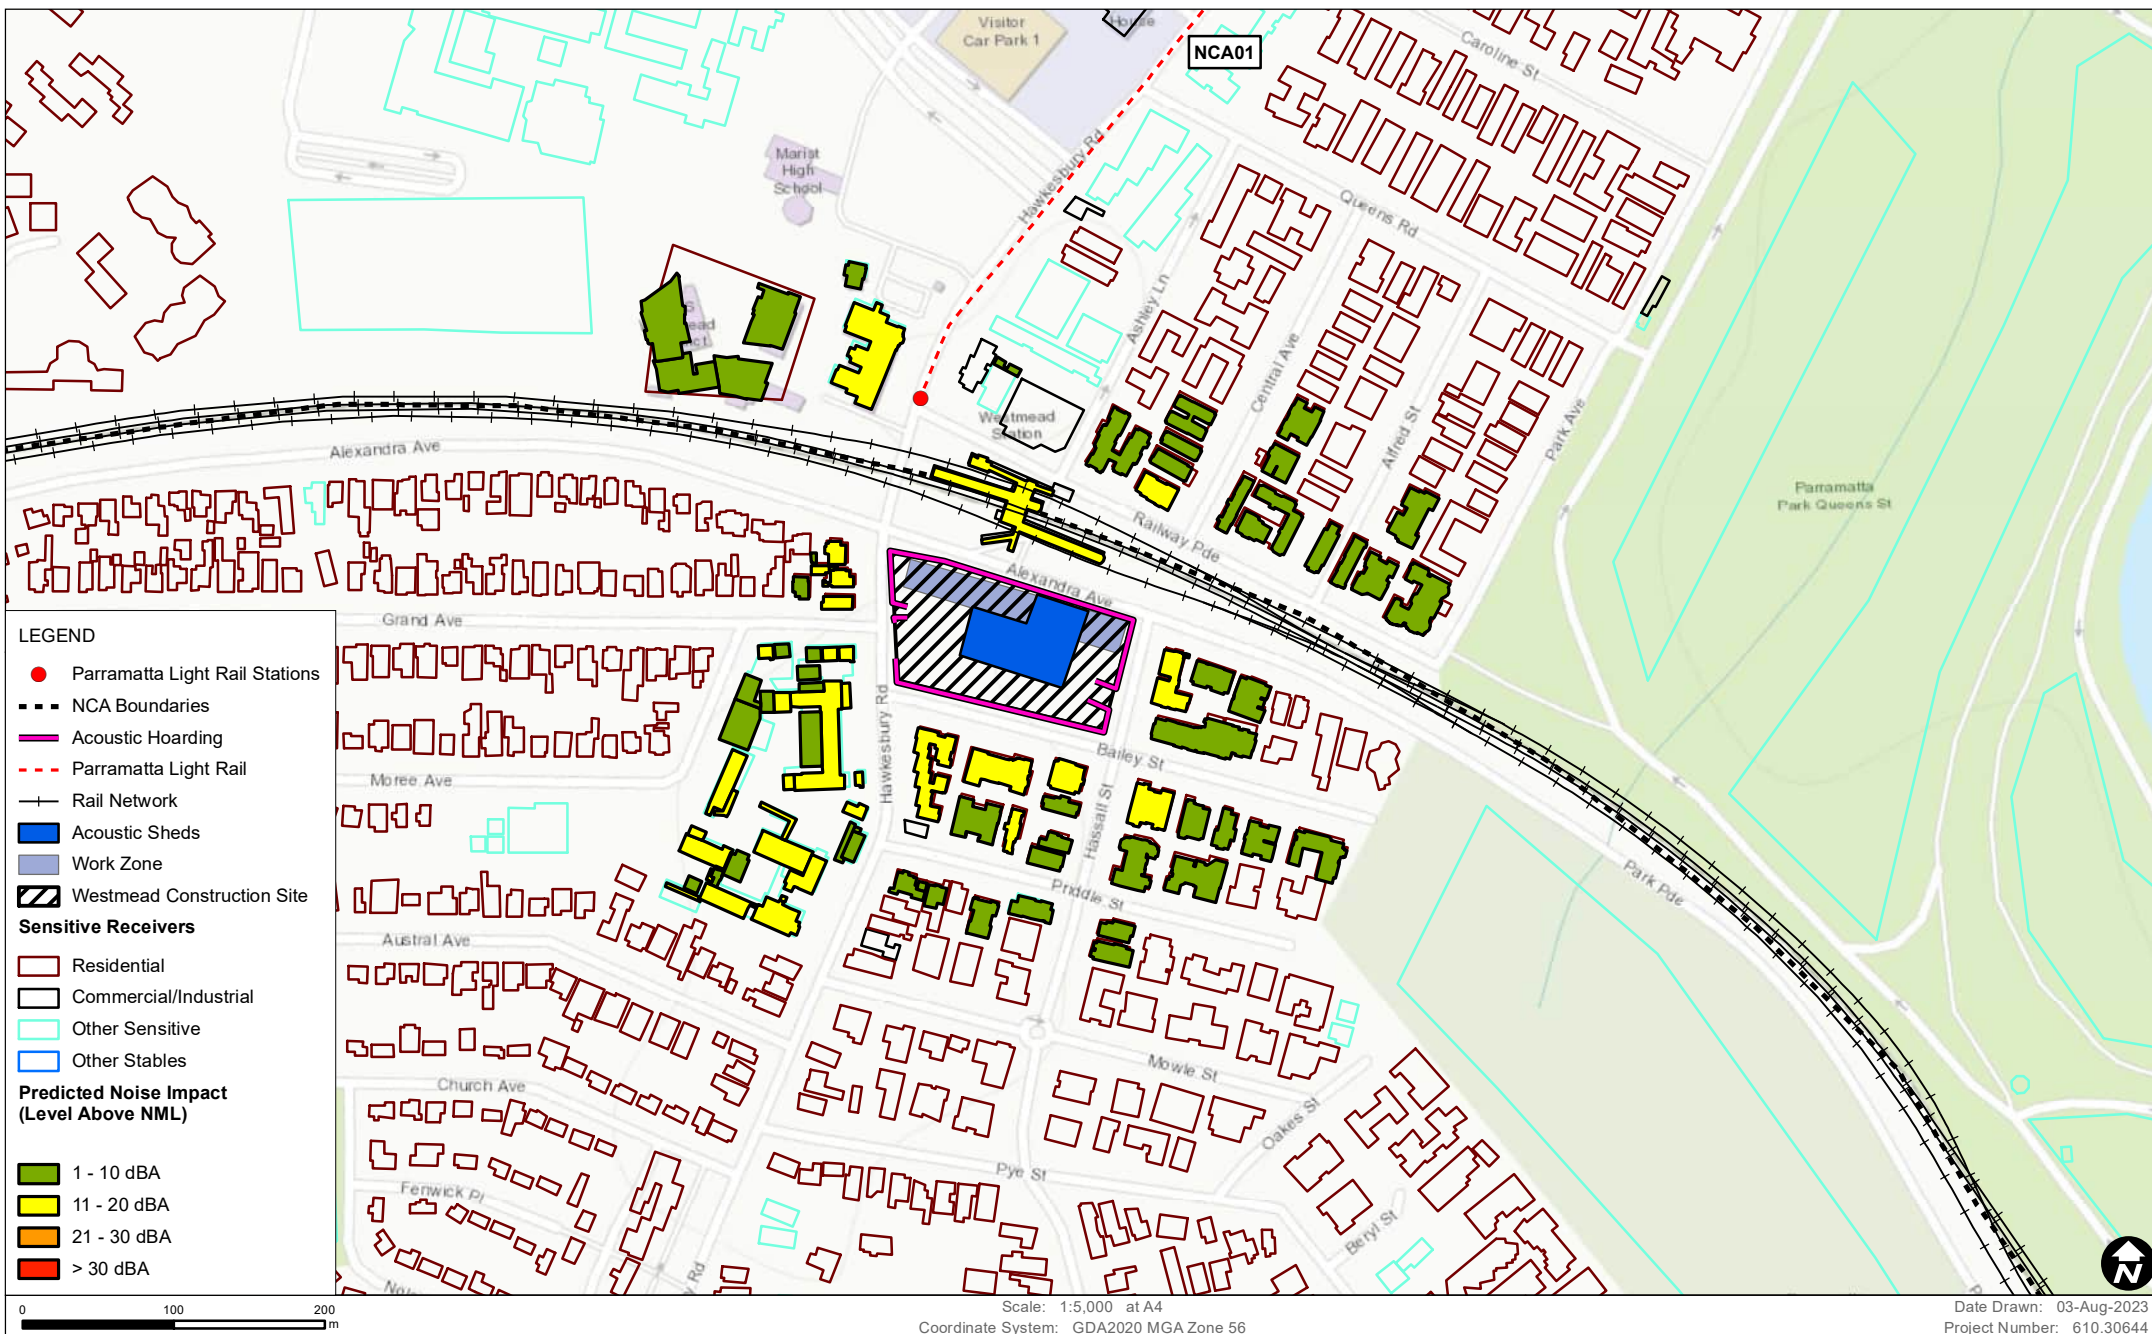 Visitor
Car Park 1
House
NCA01
Caroline St
Marist
High
School
Hawkesbury Rd
Queens Rd
Ashley Ln
Central Ave
Alfred St
Park Ave
Westmead
Station
Alexandra Ave
Railway Pde
Parramatta
Park Queens St
Alexandra Ave
Grand Ave
Hawkesbury Rd
Bailey St
Moree Ave
Hassall St
Priddle St
Park Pde
Austral Ave
Mowle St
Church Ave
Oakes St
Pye St
Fenwick Pl
Beryl St
Rd
LEGEND
Parramatta Light Rail Stations
NCA Boundaries
Acoustic Hoarding
Parramatta Light Rail
Rail Network
Acoustic Sheds
Work Zone
Westmead Construction Site
Sensitive Receivers
Residential
Commercial/Industrial
Other Sensitive
Other Stables
Predicted Noise Impact
(Level Above NML)
1 - 10 dBA
11 - 20 dBA
21 - 30 dBA
> 30 dBA
N
0 100 200
m
Scale: 1:5,000 at A4
Coordinate System: GDA2020 MGA Zone 56
Date Drawn: 03-Aug-2023
Project Number: 610.30644